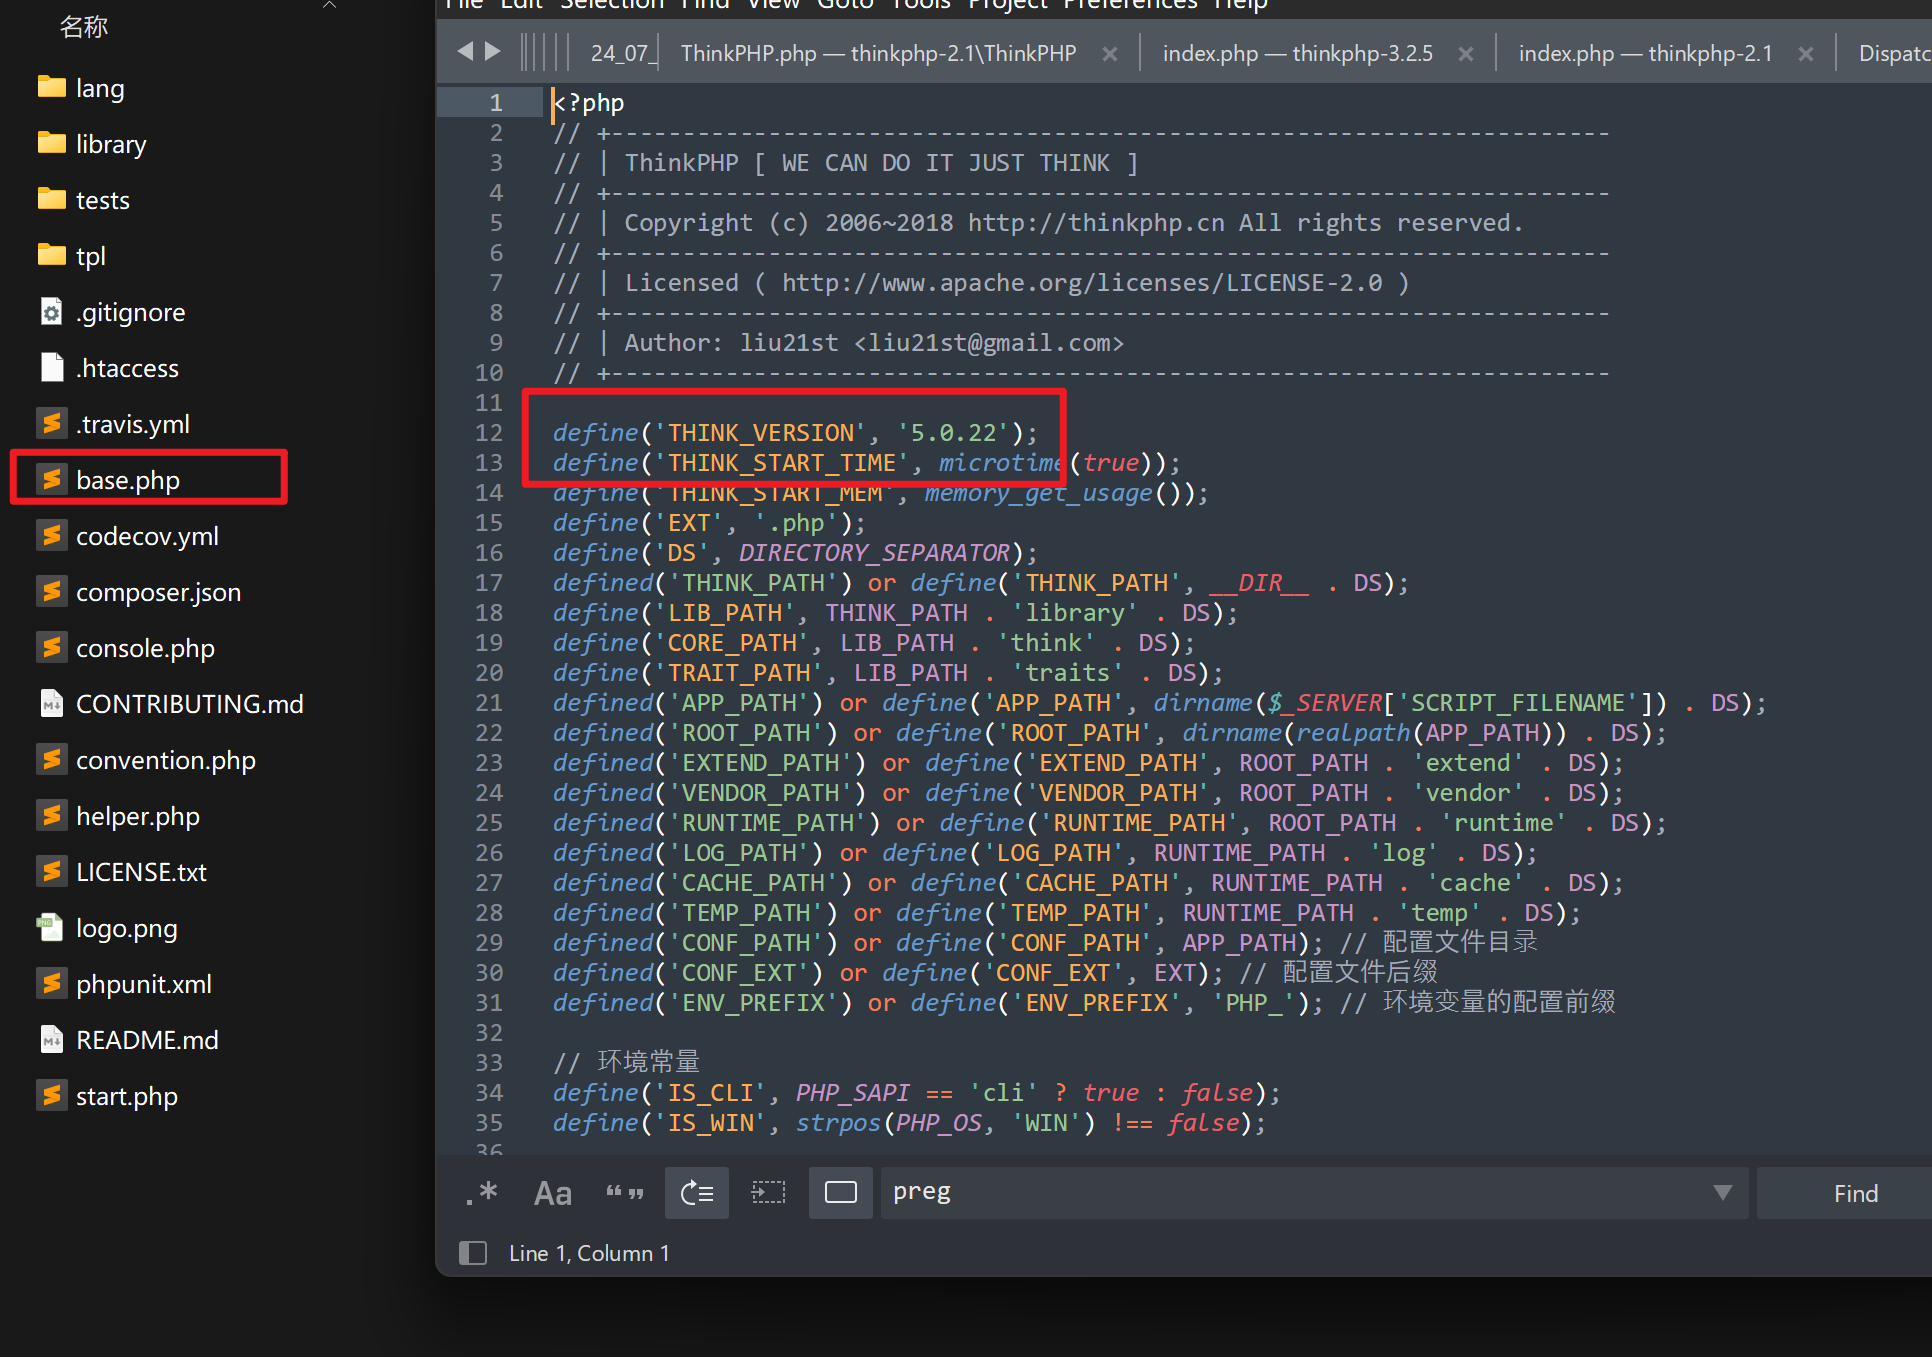 名称
lang
library
tests
tpl
.gitignore
.htaccess
.travis.yml
base.php
codecov.yml
composer.json
console.php
CONTRIBUTING.md
convention.php
helper.php
LICENSE.txt
logo.png
phpunit.xml
README.md
start.php
File Edit Selection Find View Goto Tools Project Preferences Help
24_07_ ThinkPHP.php — thinkphp-2.1\ThinkPHP × index.php — thinkphp-3.2.5 × index.php — thinkphp-2.1 × Dispatc
1 <?php
2 // +----------------------------------------------------------------------
3 // | ThinkPHP [ WE CAN DO IT JUST THINK ]
4 // +----------------------------------------------------------------------
5 // | Copyright (c) 2006~2018 http://thinkphp.cn All rights reserved.
6 // +----------------------------------------------------------------------
7 // | Licensed ( http://www.apache.org/licenses/LICENSE-2.0 )
8 // +----------------------------------------------------------------------
9 // | Author: liu21st <liu21st@gmail.com>
10 // +----------------------------------------------------------------------
11
12 define('THINK_VERSION', '5.0.22');
13 define('THINK_START_TIME', microtime(true));
14 define('THINK_START_MEM', memory_get_usage());
15 define('EXT', '.php');
16 define('DS', DIRECTORY_SEPARATOR);
17 defined('THINK_PATH') or define('THINK_PATH', __DIR__ . DS);
18 define('LIB_PATH', THINK_PATH . 'library' . DS);
19 define('CORE_PATH', LIB_PATH . 'think' . DS);
20 define('TRAIT_PATH', LIB_PATH . 'traits' . DS);
21 defined('APP_PATH') or define('APP_PATH', dirname($_SERVER['SCRIPT_FILENAME']) . DS);
22 defined('ROOT_PATH') or define('ROOT_PATH', dirname(realpath(APP_PATH)) . DS);
23 defined('EXTEND_PATH') or define('EXTEND_PATH', ROOT_PATH . 'extend' . DS);
24 defined('VENDOR_PATH') or define('VENDOR_PATH', ROOT_PATH . 'vendor' . DS);
25 defined('RUNTIME_PATH') or define('RUNTIME_PATH', ROOT_PATH . 'runtime' . DS);
26 defined('LOG_PATH') or define('LOG_PATH', RUNTIME_PATH . 'log' . DS);
27 defined('CACHE_PATH') or define('CACHE_PATH', RUNTIME_PATH . 'cache' . DS);
28 defined('TEMP_PATH') or define('TEMP_PATH', RUNTIME_PATH . 'temp' . DS);
29 defined('CONF_PATH') or define('CONF_PATH', APP_PATH); // 配置文件目录
30 defined('CONF_EXT') or define('CONF_EXT', EXT); // 配置文件后缀
31 defined('ENV_PREFIX') or define('ENV_PREFIX', 'PHP_'); // 环境变量的配置前缀
32
33 // 环境常量
34 define('IS_CLI', PHP_SAPI == 'cli' ? true : false);
35 define('IS_WIN', strpos(PHP_OS, 'WIN') !== false);
36
.* Aa “ ” preg Find
Line 1, Column 1